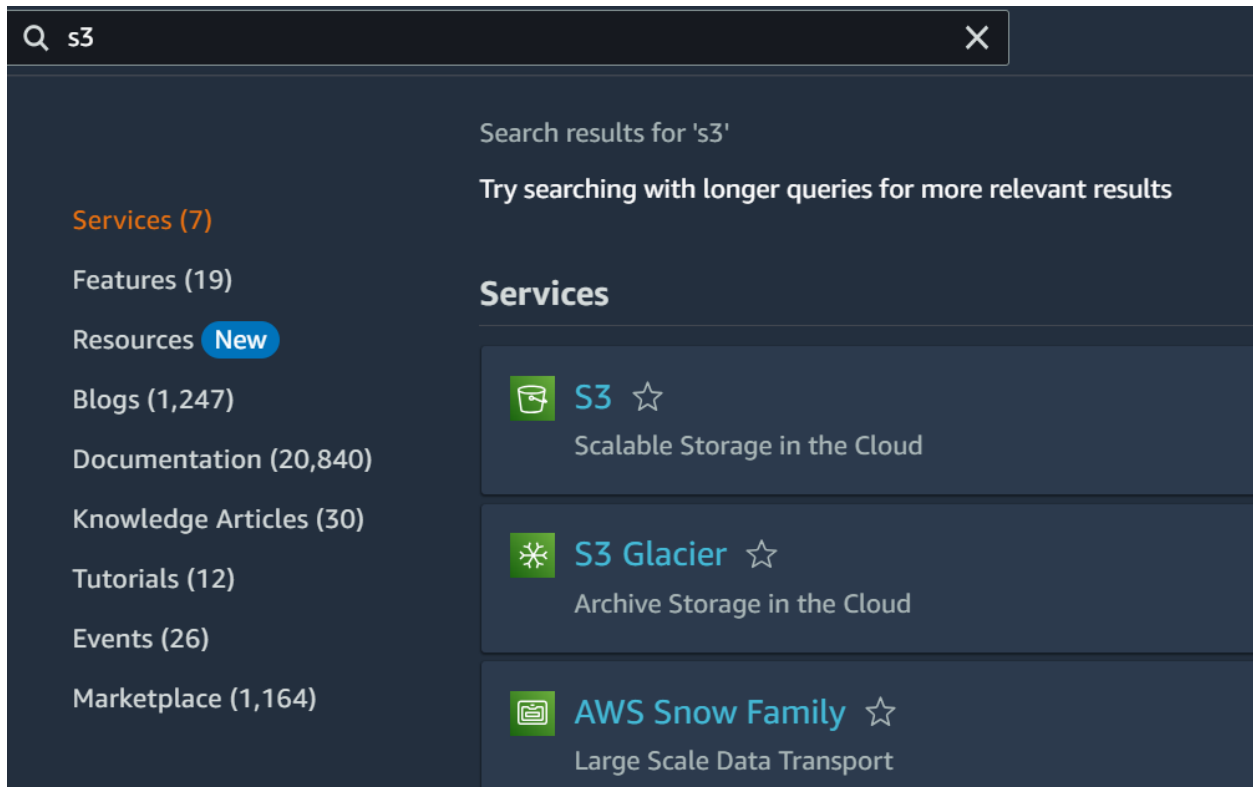 s3
Search results for 's3'
Try searching with longer queries for more relevant results
Services (7)
Features (19)
Resources New
Blogs (1,247)
Documentation (20,840)
Knowledge Articles (30)
Tutorials (12)
Events (26)
Marketplace (1,164)
Services
S3
Scalable Storage in the Cloud
S3 Glacier
Archive Storage in the Cloud
AWS Snow Family
Large Scale Data Transport